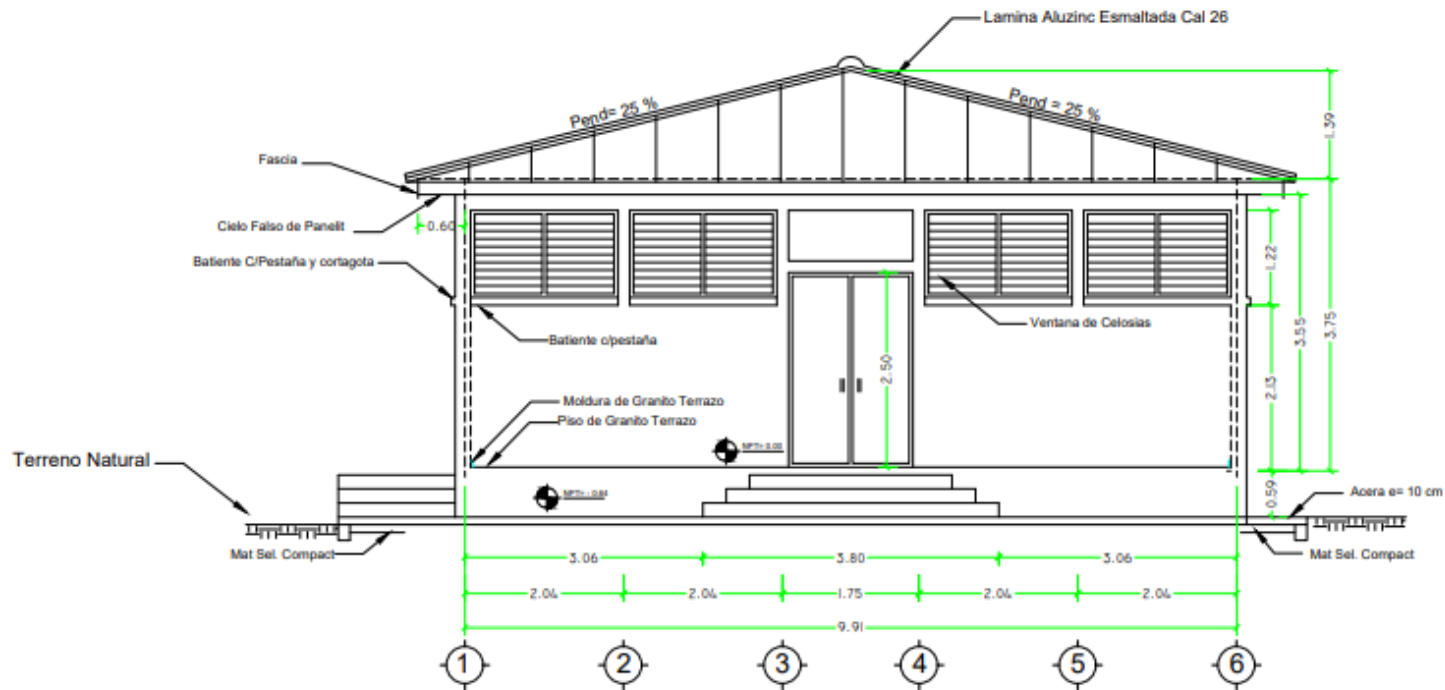 Lamina Aluzinc Esmaltada Cal 26
Pend= 25 %
Pend = 25 %
1.39
Fascia
Cielo Falso de Panelit
0.60
Batiente C/Pestaña y cortagota
1.22
Ventana de Celosias
3.55
3.75
Batiente c/pestaña
2.50
2.13
Moldura de Granito Terrazo
Piso de Granito Terrazo
Terreno Natural
0.59
Acera e= 10 cm
Mat Sel. Compact
Mat Sel. Compact
3.06
3.80
3.06
2.04
2.04
1.75
2.04
2.04
9.91
1
2
3
4
5
6